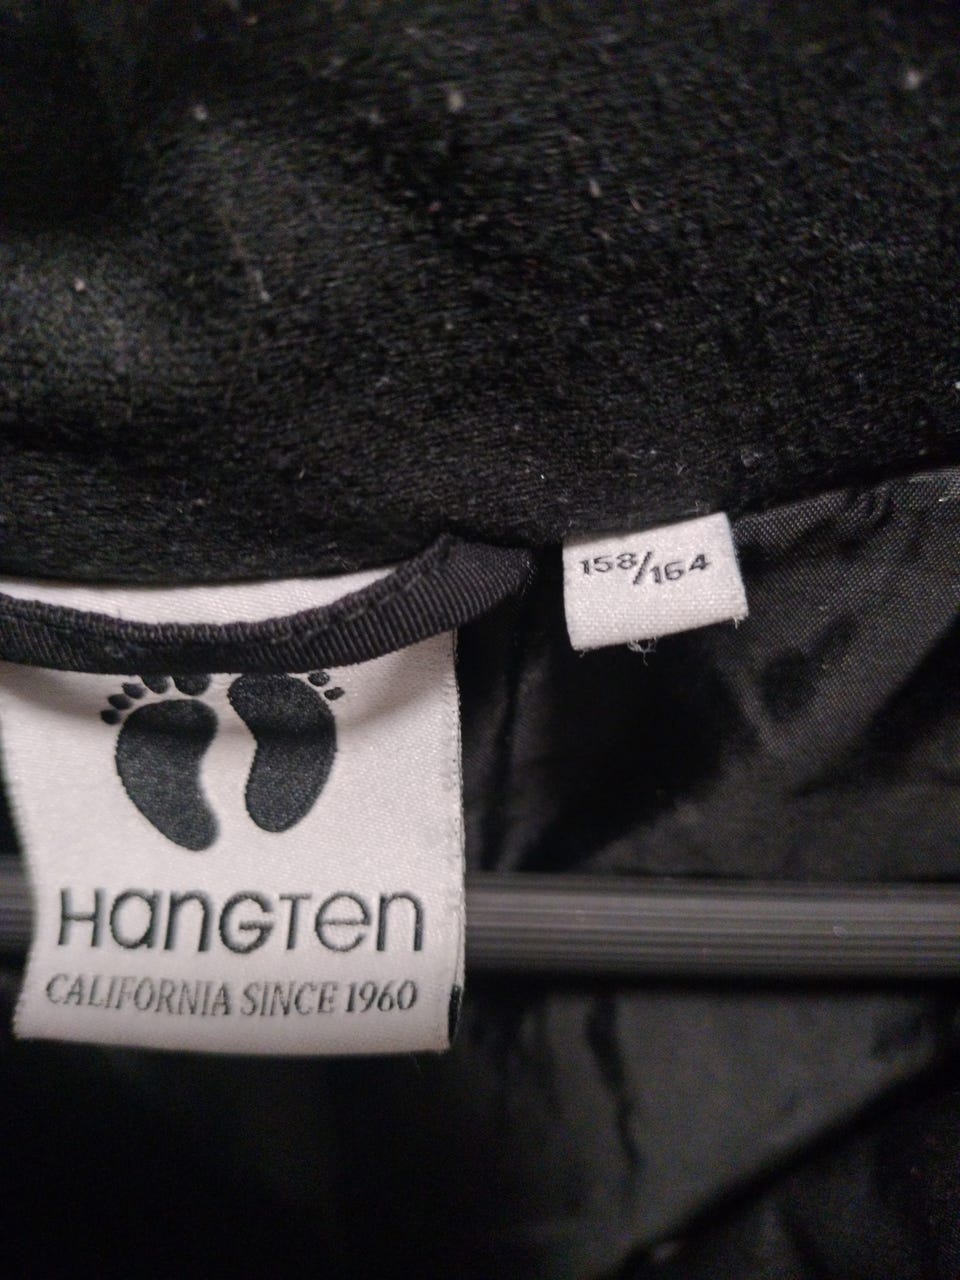 158/164
HANGTEN
CALIFORNIA SINCE 1960